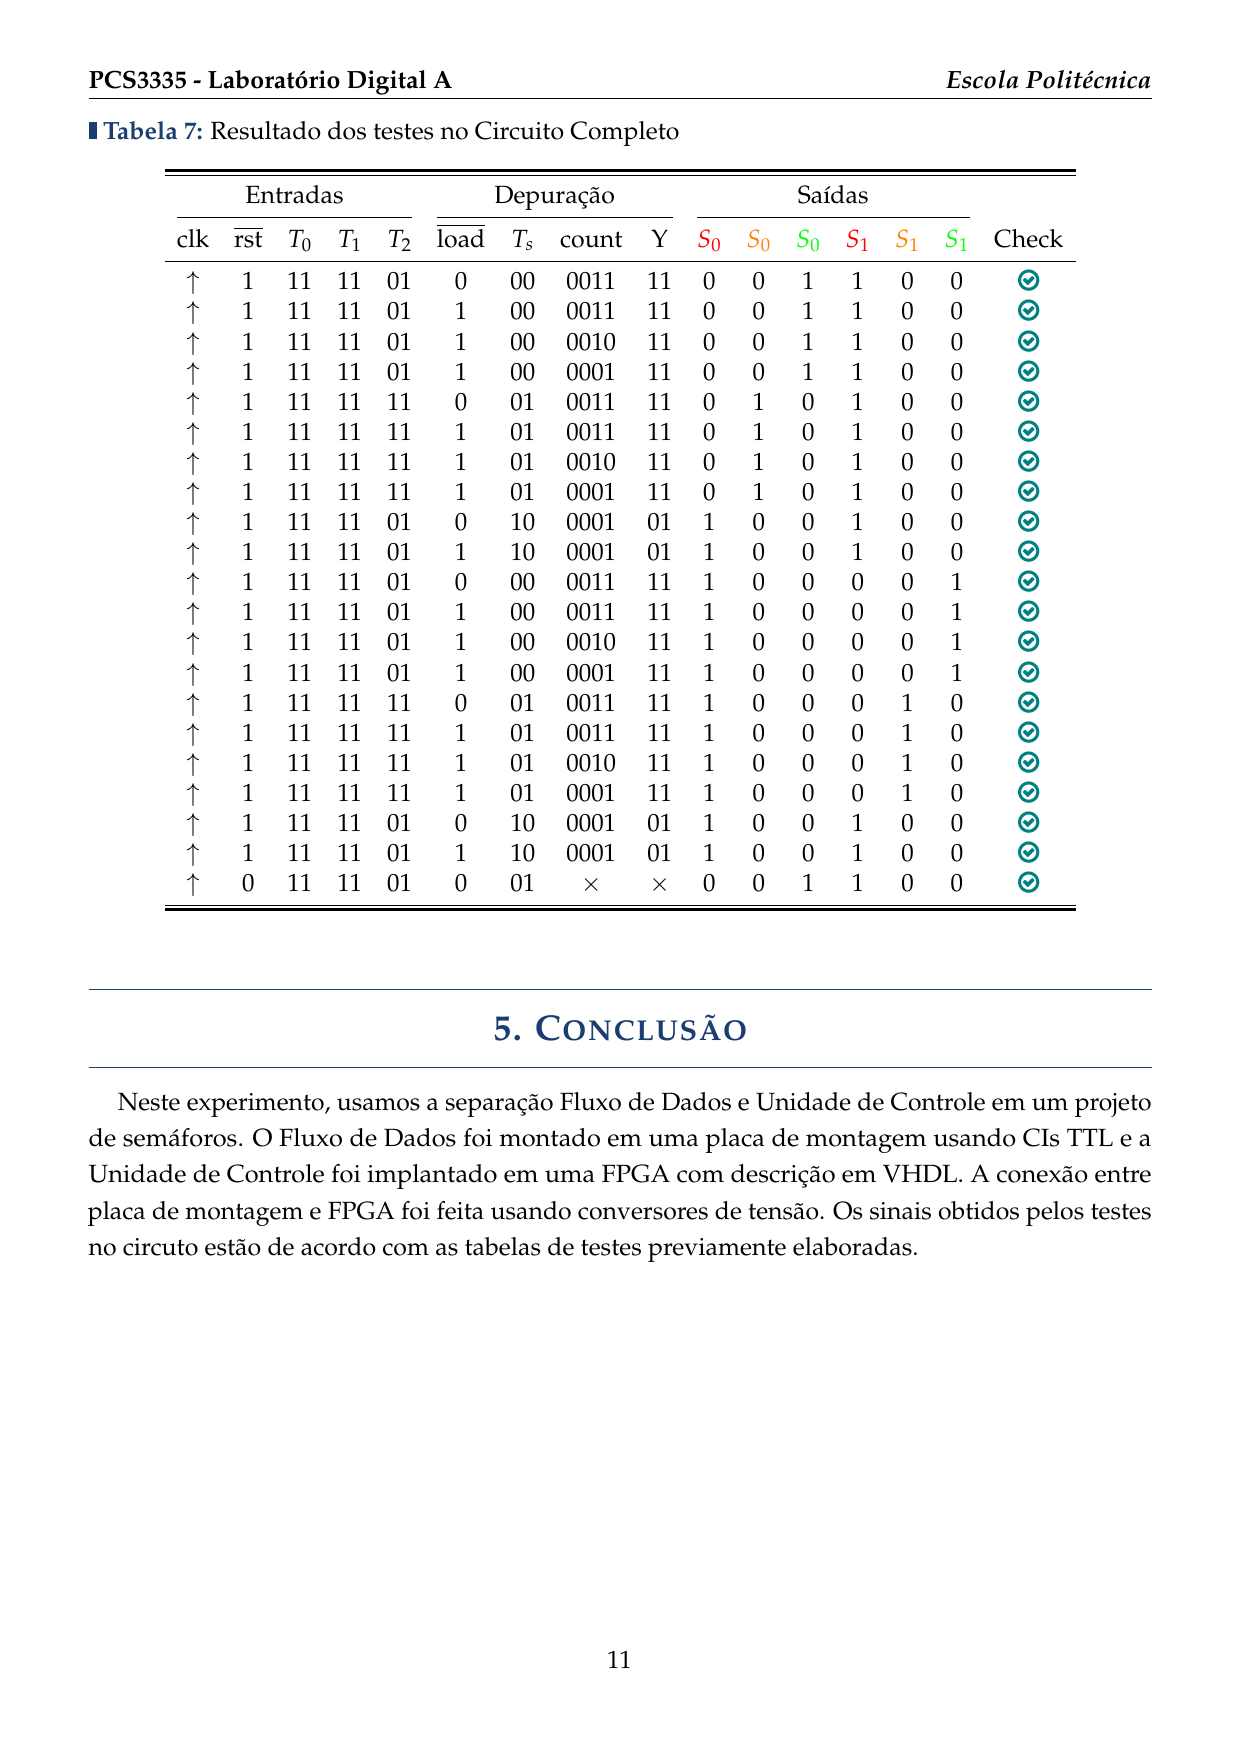 PCS3335 - Laboratório Digital A Escola Politécnica
Tabela 7: Resultado dos testes no Circuito Completo
Entradas Depuração Saídas
clk rst T0 T1 T2 load Ts count Y S0 S0 S0 S1 S1 S1 Check
↑ 1 11 11 01 0 00 0011 11 0 0 1 1 0 0
↑ 1 11 11 01 1 00 0011 11 0 0 1 1 0 0
↑ 1 11 11 01 1 00 0010 11 0 0 1 1 0 0
↑ 1 11 11 01 1 00 0001 11 0 0 1 1 0 0
↑ 1 11 11 11 0 01 0011 11 0 1 0 1 0 0
↑ 1 11 11 11 1 01 0011 11 0 1 0 1 0 0
↑ 1 11 11 11 1 01 0010 11 0 1 0 1 0 0
↑ 1 11 11 11 1 01 0001 11 0 1 0 1 0 0
↑ 1 11 11 01 0 10 0001 01 1 0 0 1 0 0
↑ 1 11 11 01 1 10 0001 01 1 0 0 1 0 0
↑ 1 11 11 01 0 00 0011 11 1 0 0 0 0 1
↑ 1 11 11 01 1 00 0011 11 1 0 0 0 0 1
↑ 1 11 11 01 1 00 0010 11 1 0 0 0 0 1
↑ 1 11 11 01 1 00 0001 11 1 0 0 0 0 1
↑ 1 11 11 11 0 01 0011 11 1 0 0 0 1 0
↑ 1 11 11 11 1 01 0011 11 1 0 0 0 1 0
↑ 1 11 11 11 1 01 0010 11 1 0 0 0 1 0
↑ 1 11 11 11 1 01 0001 11 1 0 0 0 1 0
↑ 1 11 11 01 0 10 0001 01 1 0 0 1 0 0
↑ 1 11 11 01 1 10 0001 01 1 0 0 1 0 0
↑ 0 11 11 01 0 01 × × 0 0 1 1 0 0
5. CONCLUSÃO
Neste experimento, usamos a separação Fluxo de Dados e Unidade de Controle em um projeto
de semáforos. O Fluxo de Dados foi montado em uma placa de montagem usando CIs TTL e a
Unidade de Controle foi implantado em uma FPGA com descrição em VHDL. A conexão entre
placa de montagem e FPGA foi feita usando conversores de tensão. Os sinais obtidos pelos testes
no circuto estão de acordo com as tabelas de testes previamente elaboradas.
11